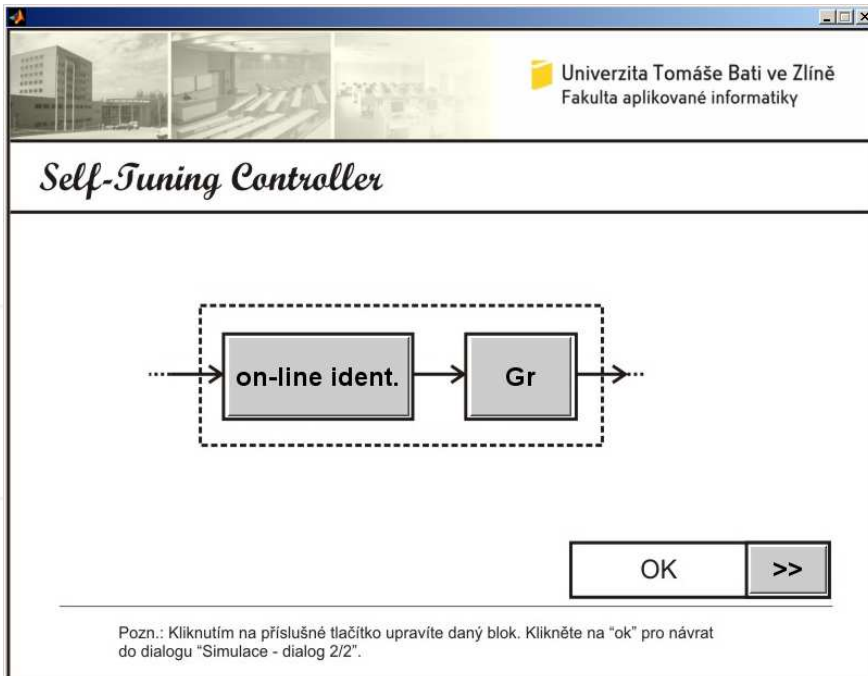 Univerzita Tomáše Bati ve Zlíně
Fakulta aplikované informatiky
Self-Tuning Controller
on-line ident.
Gr
OK
>>
Pozn.: Kliknutím na příslušné tlačítko upravíte daný blok. Klikněte na “ok” pro návrat
do dialogu “Simulace - dialog 2/2”.